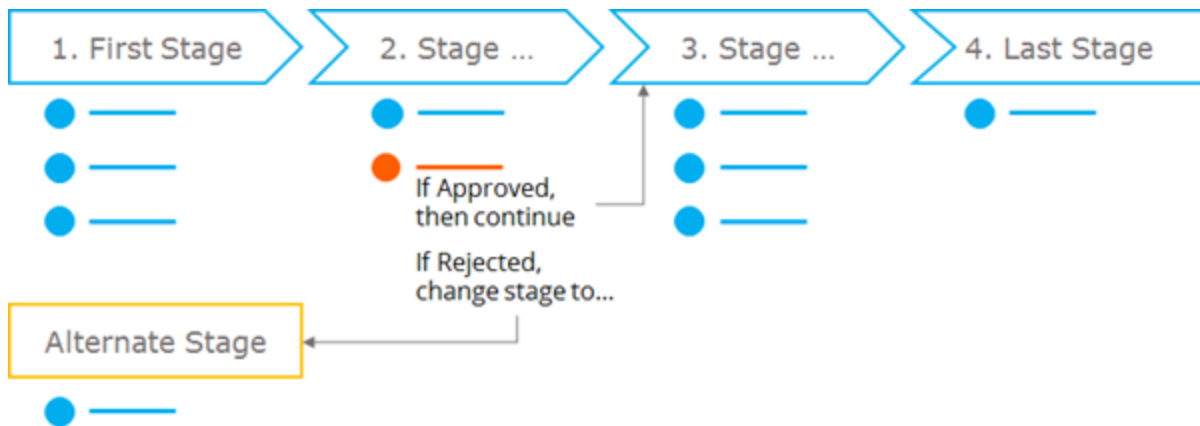 1. First Stage
2. Stage ...
3. Stage ...
4. Last Stage
If Approved,
then continue
If Rejected,
change stage to...
Alternate Stage